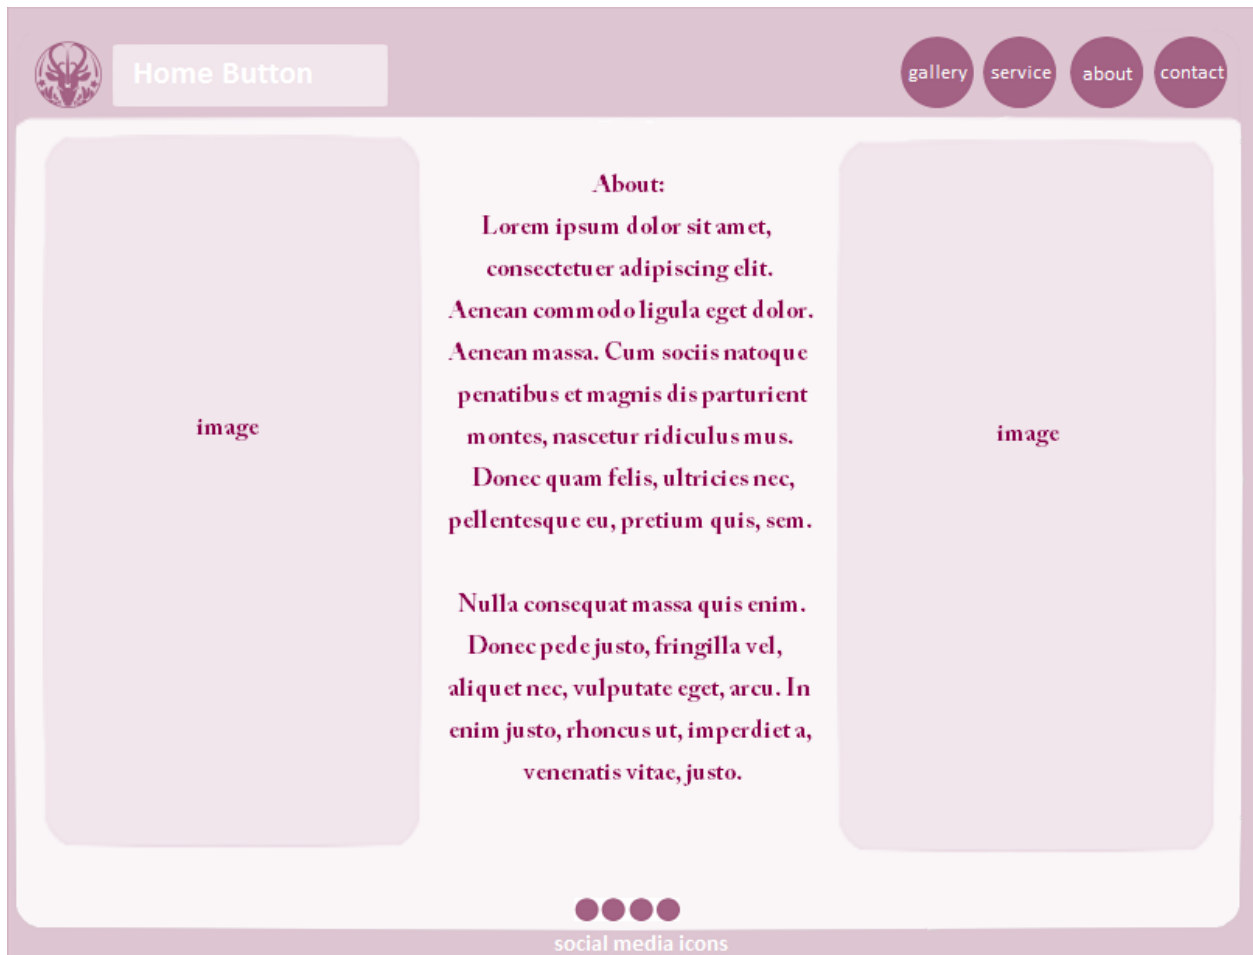 Home Button
gallery
service
about
contact
About:
Lorem ipsum dolor sit amet,
consectetuer adipiscing elit.
Aenean commodo ligula eget dolor.
Aenean massa. Cum sociis natoque
penatibus et magnis dis parturient
montes, nascetur ridiculus mus.
Donec quam felis, ultricies nec,
pellentesque eu, pretium quis, sem.
Nulla consequat massa quis enim.
Donec pede justo, fringilla vel,
aliquet nec, vulputate eget, arcu. In
enim justo, rhoncus ut, imperdiet a,
venenatis vitae, justo.
image
image
social media icons